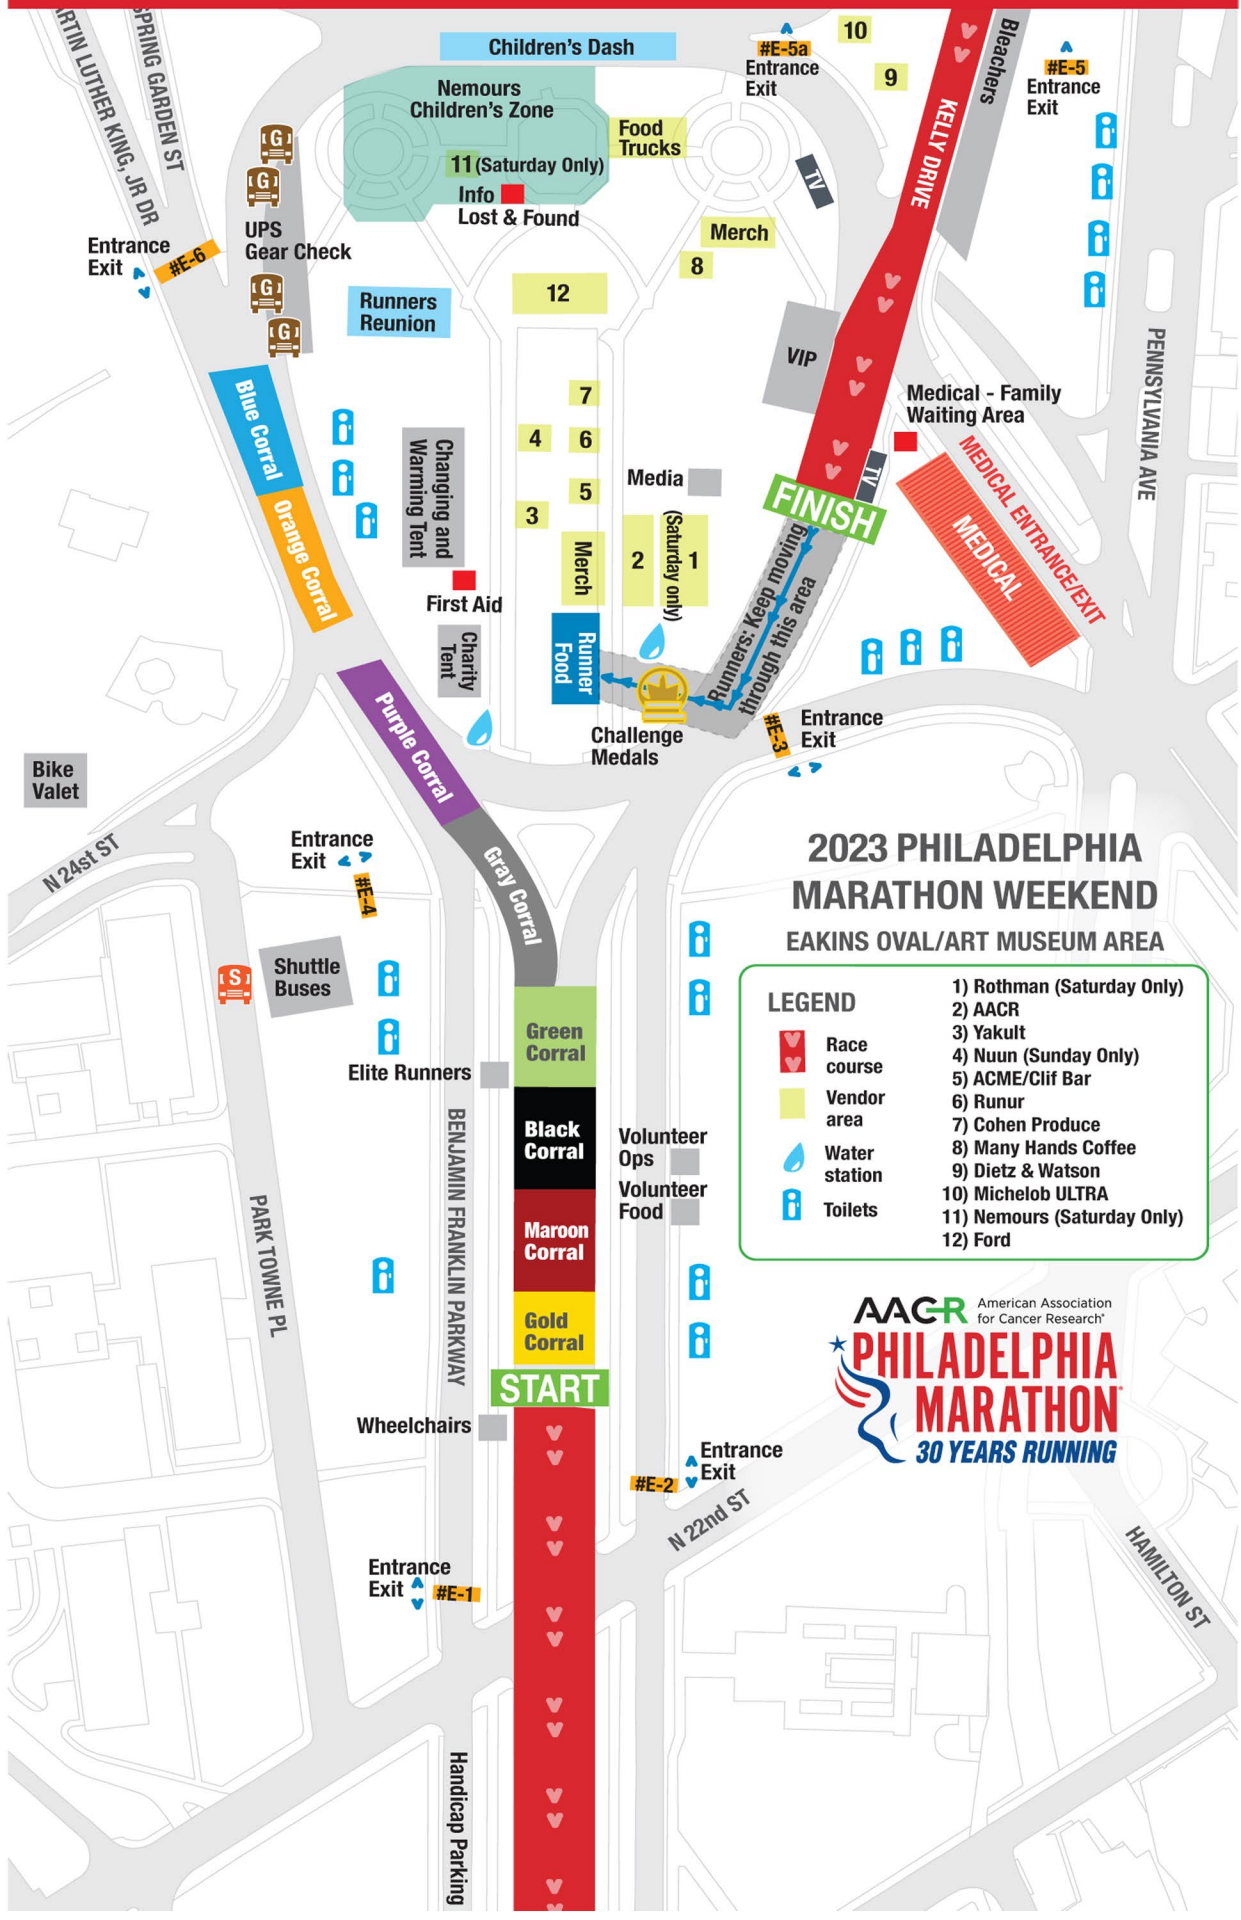 Children's Dash
10
#E-5a
Entrance
Exit
9
Bleachers
#E-5
Entrance
Exit
SPRING GARDEN ST
MARTIN LUTHER KING, JR DR
KELLY DRIVE
Nemours
Children's Zone
Food
Trucks
11 (Saturday Only)
Info
Lost & Found
TV
G
G
UPS
Gear Check
G
G
Entrance
Exit
#E-6
Merch
8
12
Runners
Reunion
VIP
PENNSYLVANIA AVE
Blue Corral
7
4
6
5
3
Changing and
Warming Tent
Media
Medical - Family
Waiting Area
TV
FINISH
MEDICAL ENTRANCE/EXIT
MEDICAL
Orange Corral
Merch
2
(Saturday only)
1
First Aid
Charity
Tent
Runner
Food
Runners: Keep moving
through this area
Challenge
Medals
#E-3
Entrance
Exit
Purple Corral
Bike
Valet
N 24st ST
Entrance
Exit
#E-4
Gray Corral
S
Shuttle
Buses
Green
Corral
Elite Runners
Black
Corral
Volunteer
Ops
Volunteer
Food
Maroon
Corral
Gold
Corral
START
Wheelchairs
BENJAMIN FRANKLIN PARKWAY
PARK TOWNE PL
Entrance
Exit
#E-2
N 22nd ST
Entrance
Exit
#E-1
Handicap Parking
HAMILTON ST
2023 PHILADELPHIA
MARATHON WEEKEND
EAKINS OVAL/ART MUSEUM AREA
LEGEND
Race
course
Vendor
area
Water
station
Toilets
1) Rothman (Saturday Only)
2) AACR
3) Yakult
4) Nuun (Sunday Only)
5) ACME/Clif Bar
6) Runur
7) Cohen Produce
8) Many Hands Coffee
9) Dietz & Watson
10) Michelob ULTRA
11) Nemours (Saturday Only)
12) Ford
AACR American Association
for Cancer Research®
PHILADELPHIA
MARATHON®
30 YEARS RUNNING